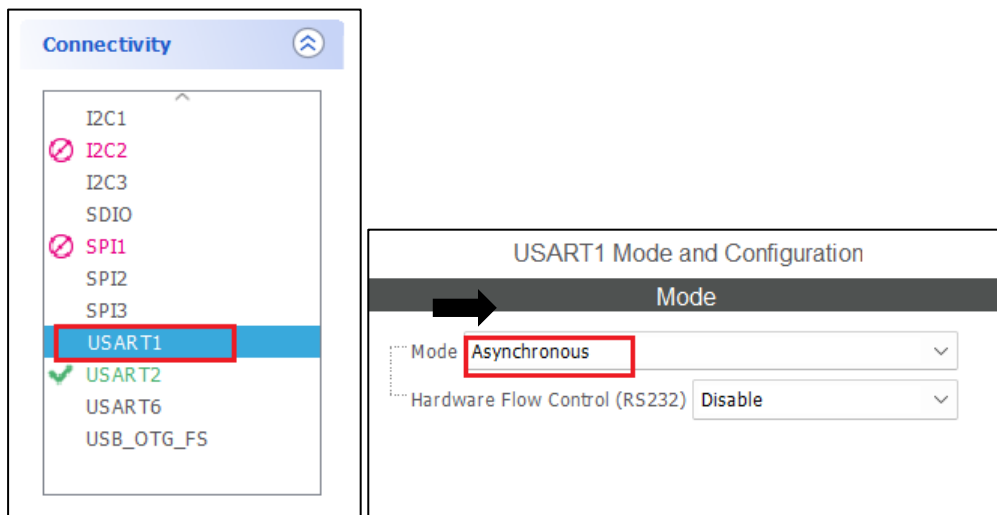 Connectivity
I2C1
I2C2
I2C3
SDIO
SPI1
SPI2
SPI3
USART1
USART2
USART6
USB_OTG_FS
USART1 Mode and Configuration
Mode
Mode Asynchronous
Hardware Flow Control (RS232) Disable